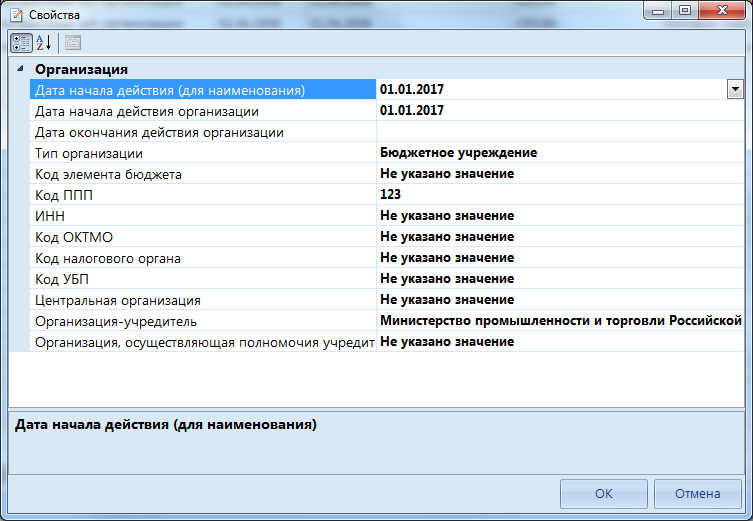 Свойства
Организация
Дата начала действия (для наименования) 01.01.2017
Дата начала действия организации 01.01.2017
Дата окончания действия организации
Тип организации Бюджетное учреждение
Код элемента бюджета Не указано значение
Код ППП 123
ИНН Не указано значение
Код ОКТМО Не указано значение
Код налогового органа Не указано значение
Код УБП Не указано значение
Центральная организация Не указано значение
Организация-учредитель Министерство промышленности и торговли Российской
Организация, осуществляющая полномочия учредит Не указано значение
Дата начала действия (для наименования)
OK Отмена